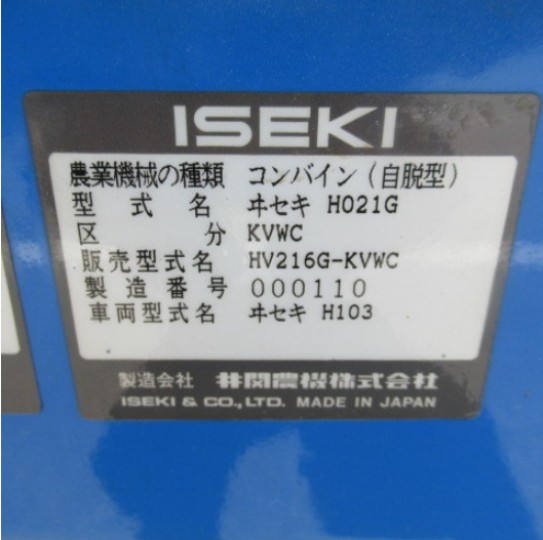 ISEKI
農業機械の種類 コンバイン(自脱型)
型式名 ヰセキ H021G
区分 KVWC
販売型式名 HV216G-KVWC
製造番号 000110
車両型式名 ヰセキ H103
製造会社 井関農機株式会社
ISEKI & CO., LTD. MADE IN JAPAN